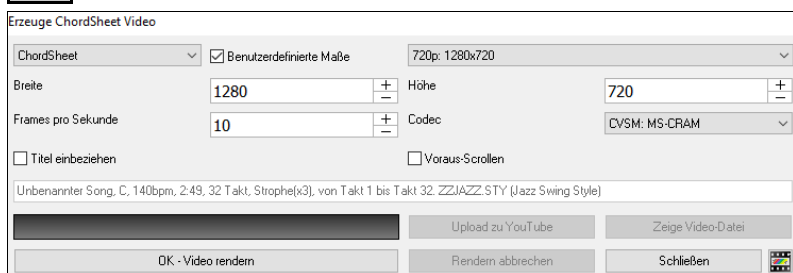 Erzeuge ChordSheet Video
ChordSheet Benutzerdefinierte Maße 720p: 1280x720
Breite 1280 + − Höhe 720 + −
Frames pro Sekunde 10 + − Codec CVSM: MS-CRAM
Titel einbeziehen Voraus-Scrollen
Unbenannter Song, C, 140bpm, 2:49, 32 Takt, Strophe(x3), von Takt 1 bis Takt 32. ZZJAZZ.STY (Jazz Swing Style)
Upload zu YouTube Zeige Video-Datei
OK - Video rendern Rendern abbrechen Schließen